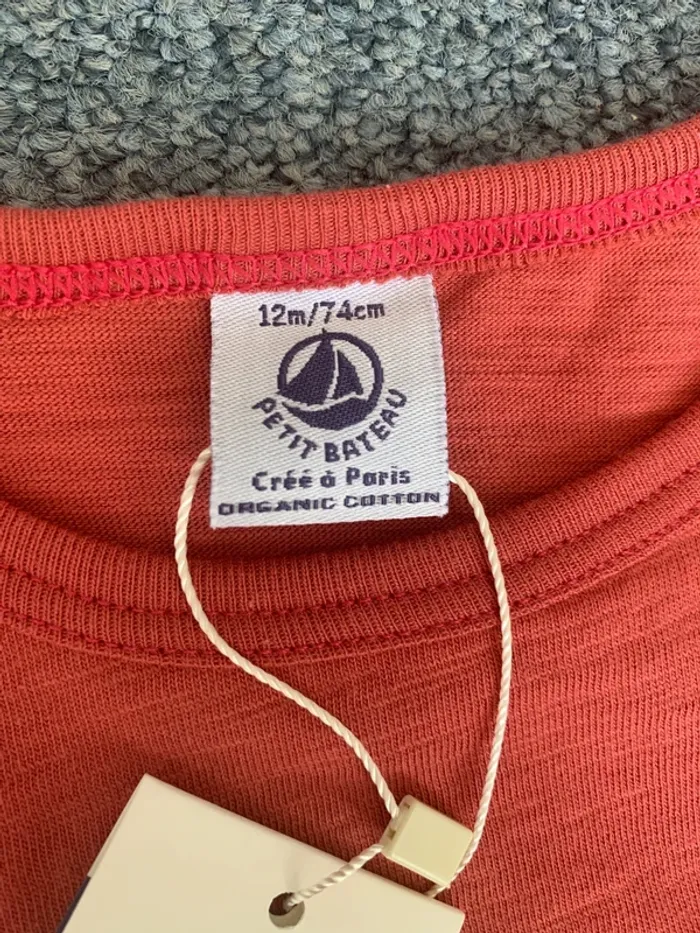 12m/74cm
PETIT BATEAU
Créé à Paris
ORGANIC COTTON